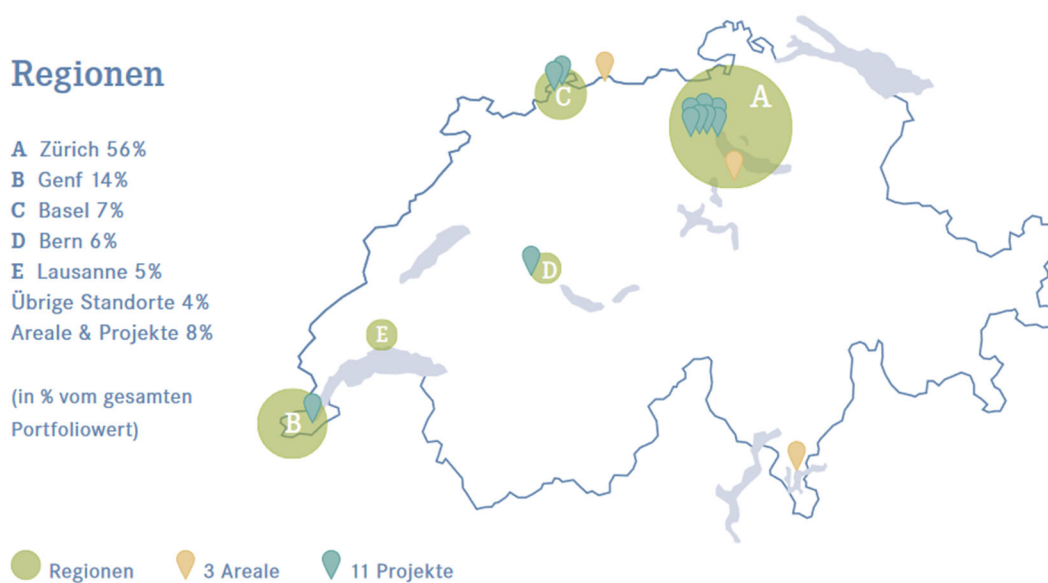 Regionen
A Zürich 56%
B Genf 14%
C Basel 7%
D Bern 6%
E Lausanne 5%
Übrige Standorte 4%
Areale & Projekte 8%
(in % vom gesamten
Portfoliowert)
C
A
D
E
B
Regionen
3 Areale
11 Projekte